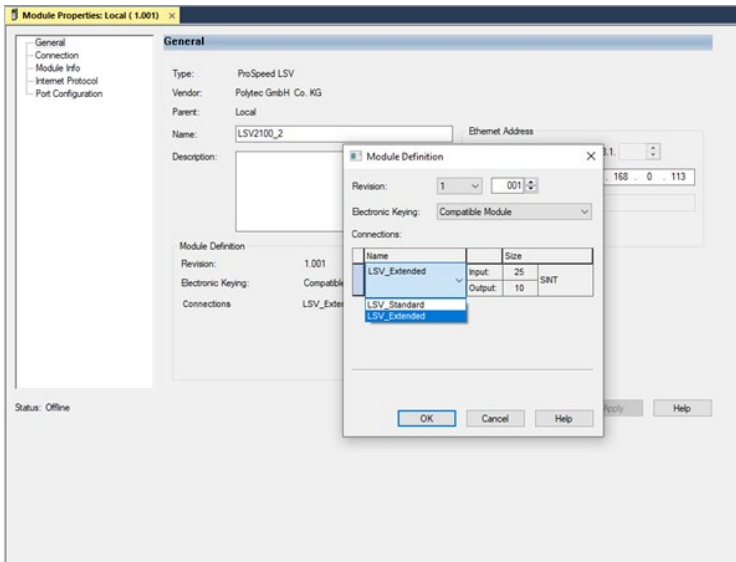 Module Properties: Local ( 1.001) ×
General
Connection
Module Info
Internet Protocol
Port Configuration
General
Type: ProSpeed LSV
Vendor: Polytec GmbH Co. KG
Parent: Local
Name: LSV2100_2
Description:
Ethernet Address
. 168 . 0 . 113
Module Definition
Revision: 1.001
Electronic Keying: Compatible
Connections LSV_Exter
Module Definition
Revision: 1 001
Electronic Keying: Compatible Module
Connections:
Name Size
LSV_Extended Input: 25 SINT
Output: 10
LSV_Standard
LSV_Extended
OK Cancel Help
Status: Offline
Apply Help